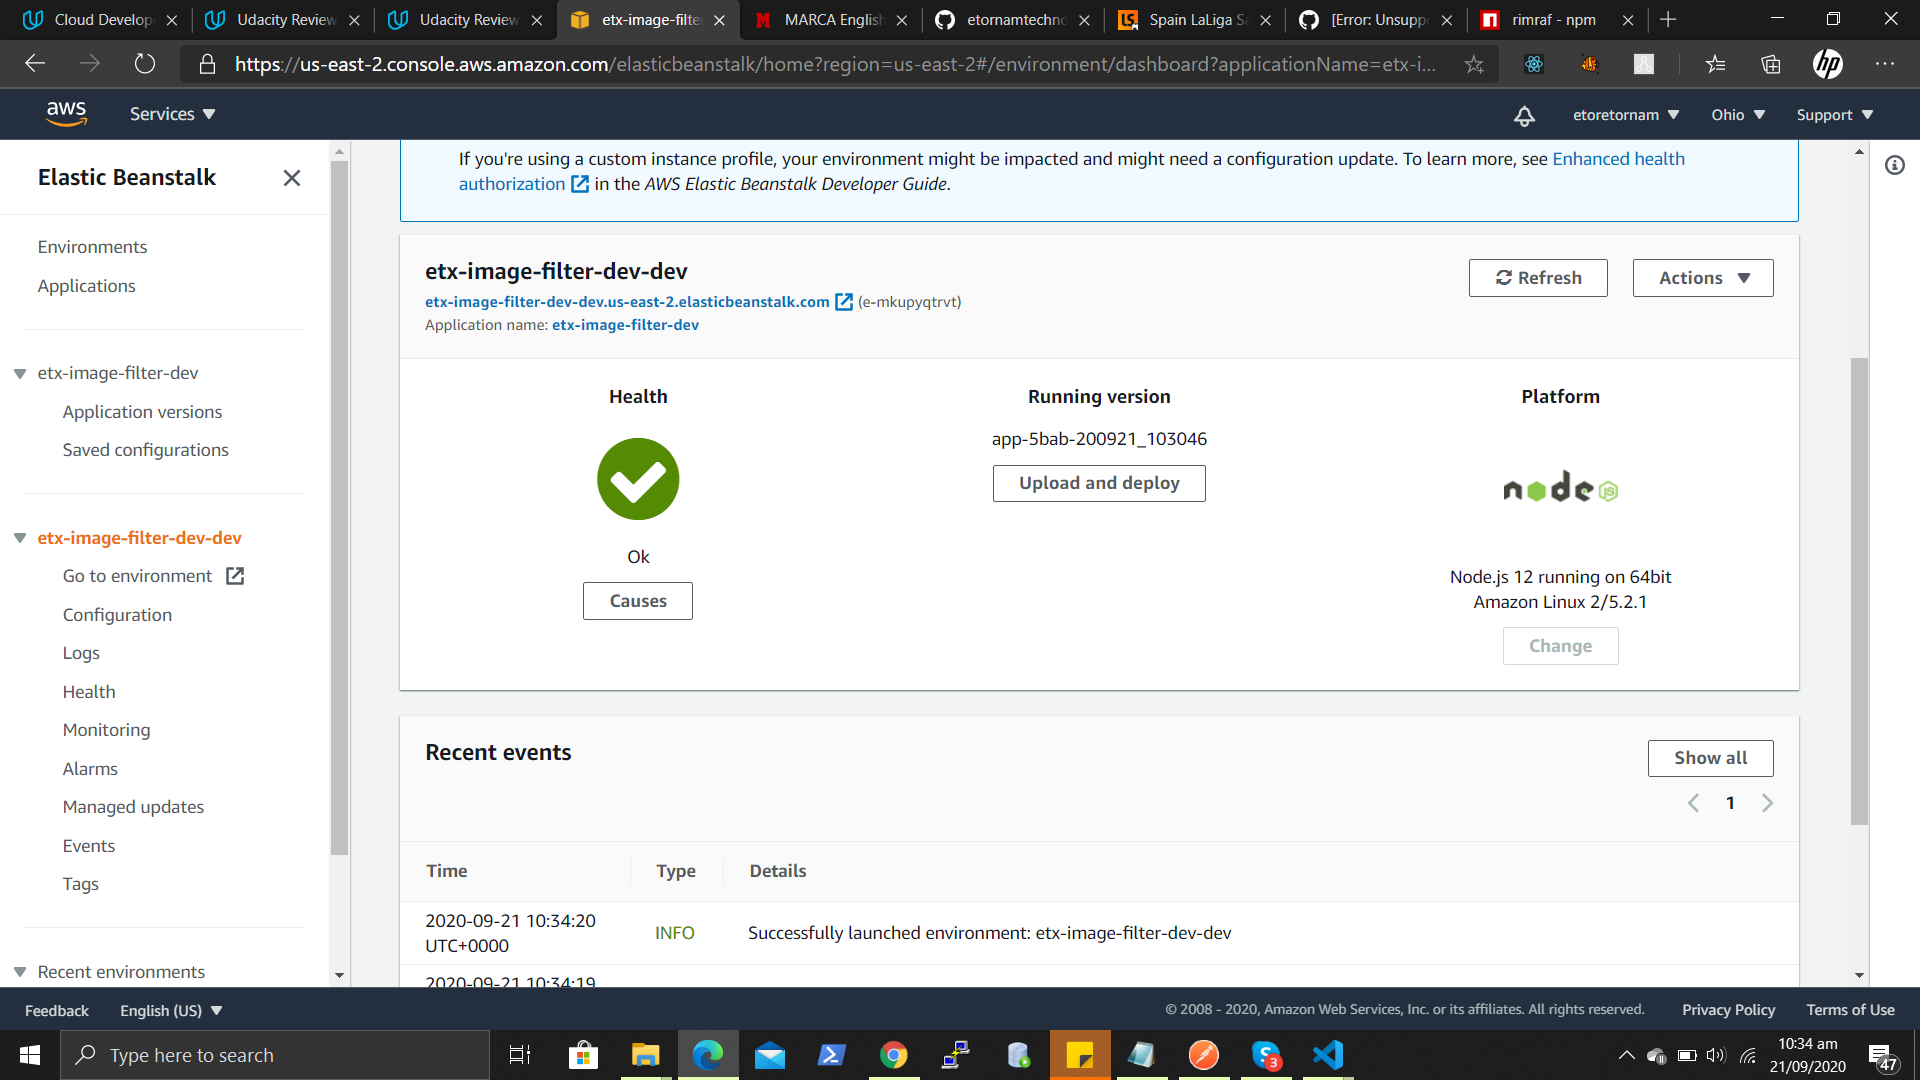 Cloud Develop
Udacity Review
Udacity Review
etx-image-filte
MARCA English
etornamtechno
Spain LaLiga Sa
[Error: Unsuppo
rimraf - npm
https://us-east-2.console.aws.amazon.com/elasticbeanstalk/home?region=us-east-2#/environment/dashboard?applicationName=etx-i...
hp
aws
Services
etoretornam
Ohio
Support
Elastic Beanstalk
Environments
Applications
etx-image-filter-dev
Application versions
Saved configurations
etx-image-filter-dev-dev
Go to environment
Configuration
Logs
Health
Monitoring
Alarms
Managed updates
Events
Tags
Recent environments
If you're using a custom instance profile, your environment might be impacted and might need a configuration update. To learn more, see Enhanced health
authorization in the AWS Elastic Beanstalk Developer Guide.
etx-image-filter-dev-dev
etx-image-filter-dev-dev.us-east-2.elasticbeanstalk.com (e-mkupyqtrvt)
Application name: etx-image-filter-dev
Refresh
Actions
Health
Ok
Causes
Running version
app-5bab-200921_103046
Upload and deploy
Platform
node JS
Node.js 12 running on 64bit
Amazon Linux 2/5.2.1
Change
Recent events
Show all
1
Time Type Details
2020-09-21 10:34:20
UTC+0000
INFO
Successfully launched environment: etx-image-filter-dev-dev
2020-09-21 10:34:19
Feedback
English (US)
© 2008 - 2020, Amazon Web Services, Inc. or its affiliates. All rights reserved.
Privacy Policy
Terms of Use
Type here to search
3
10:34 am
21/09/2020
47